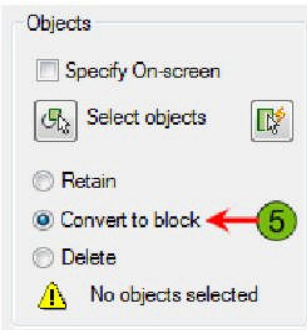 Objects
Specify On-screen
Select objects
Retain
Convert to block
5
Delete
No objects selected